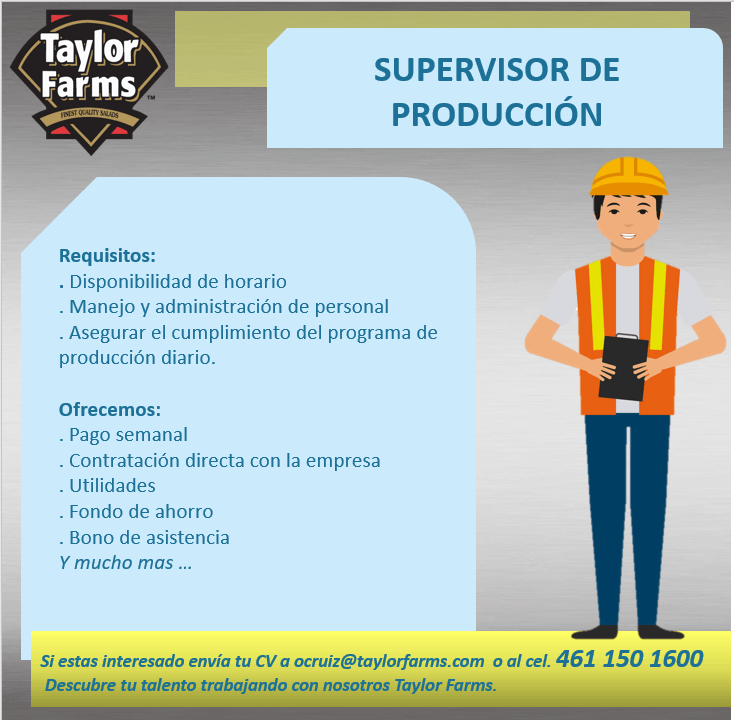 Taylor
Farms
FINEST QUALITY SALADS
™
SUPERVISOR DE
PRODUCCIÓN
Requisitos:
. Disponibilidad de horario
. Manejo y administración de personal
. Asegurar el cumplimiento del programa de
producción diario.
Ofrecemos:
. Pago semanal
. Contratación directa con la empresa
. Utilidades
. Fondo de ahorro
. Bono de asistencia
Y mucho mas ...
Si estas interesado envía tu CV a ocruiz@taylorfarms.com o al cel. 461 150 1600
Descubre tu talento trabajando con nosotros Taylor Farms.